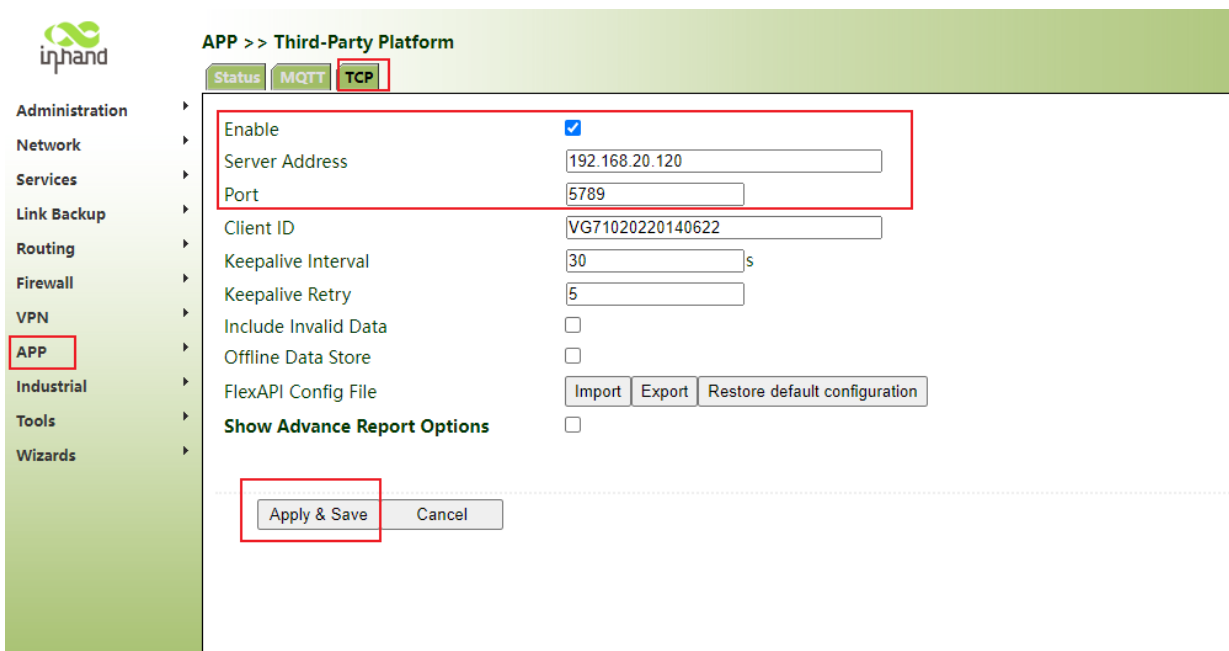 inhand
APP >> Third-Party Platform
Status MQTT TCP
Administration
Network
Services
Link Backup
Routing
Firewall
VPN
APP
Industrial
Tools
Wizards
Enable
Server Address 192.168.20.120
Port 5789
Client ID VG71020220140622
Keepalive Interval 30 s
Keepalive Retry 5
Include Invalid Data
Offline Data Store
FlexAPI Config File Import Export Restore default configuration
Show Advance Report Options
Apply & Save Cancel